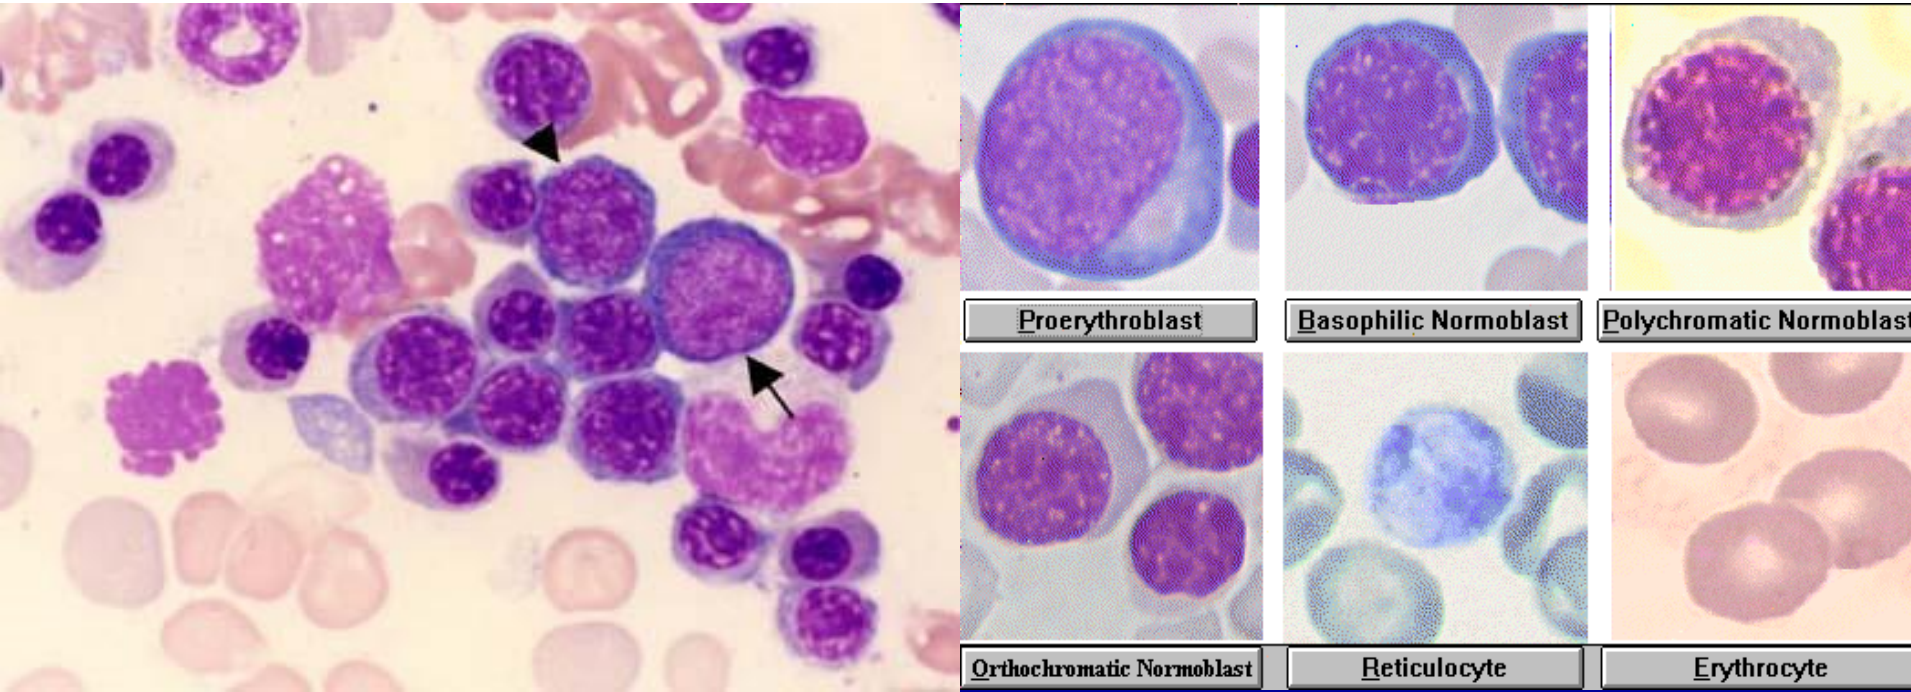 Proerythroblast
Basophilic Normoblast
Polychromatic Normoblast
Orthochromatic Normoblast
Reticulocyte
Erythrocyte